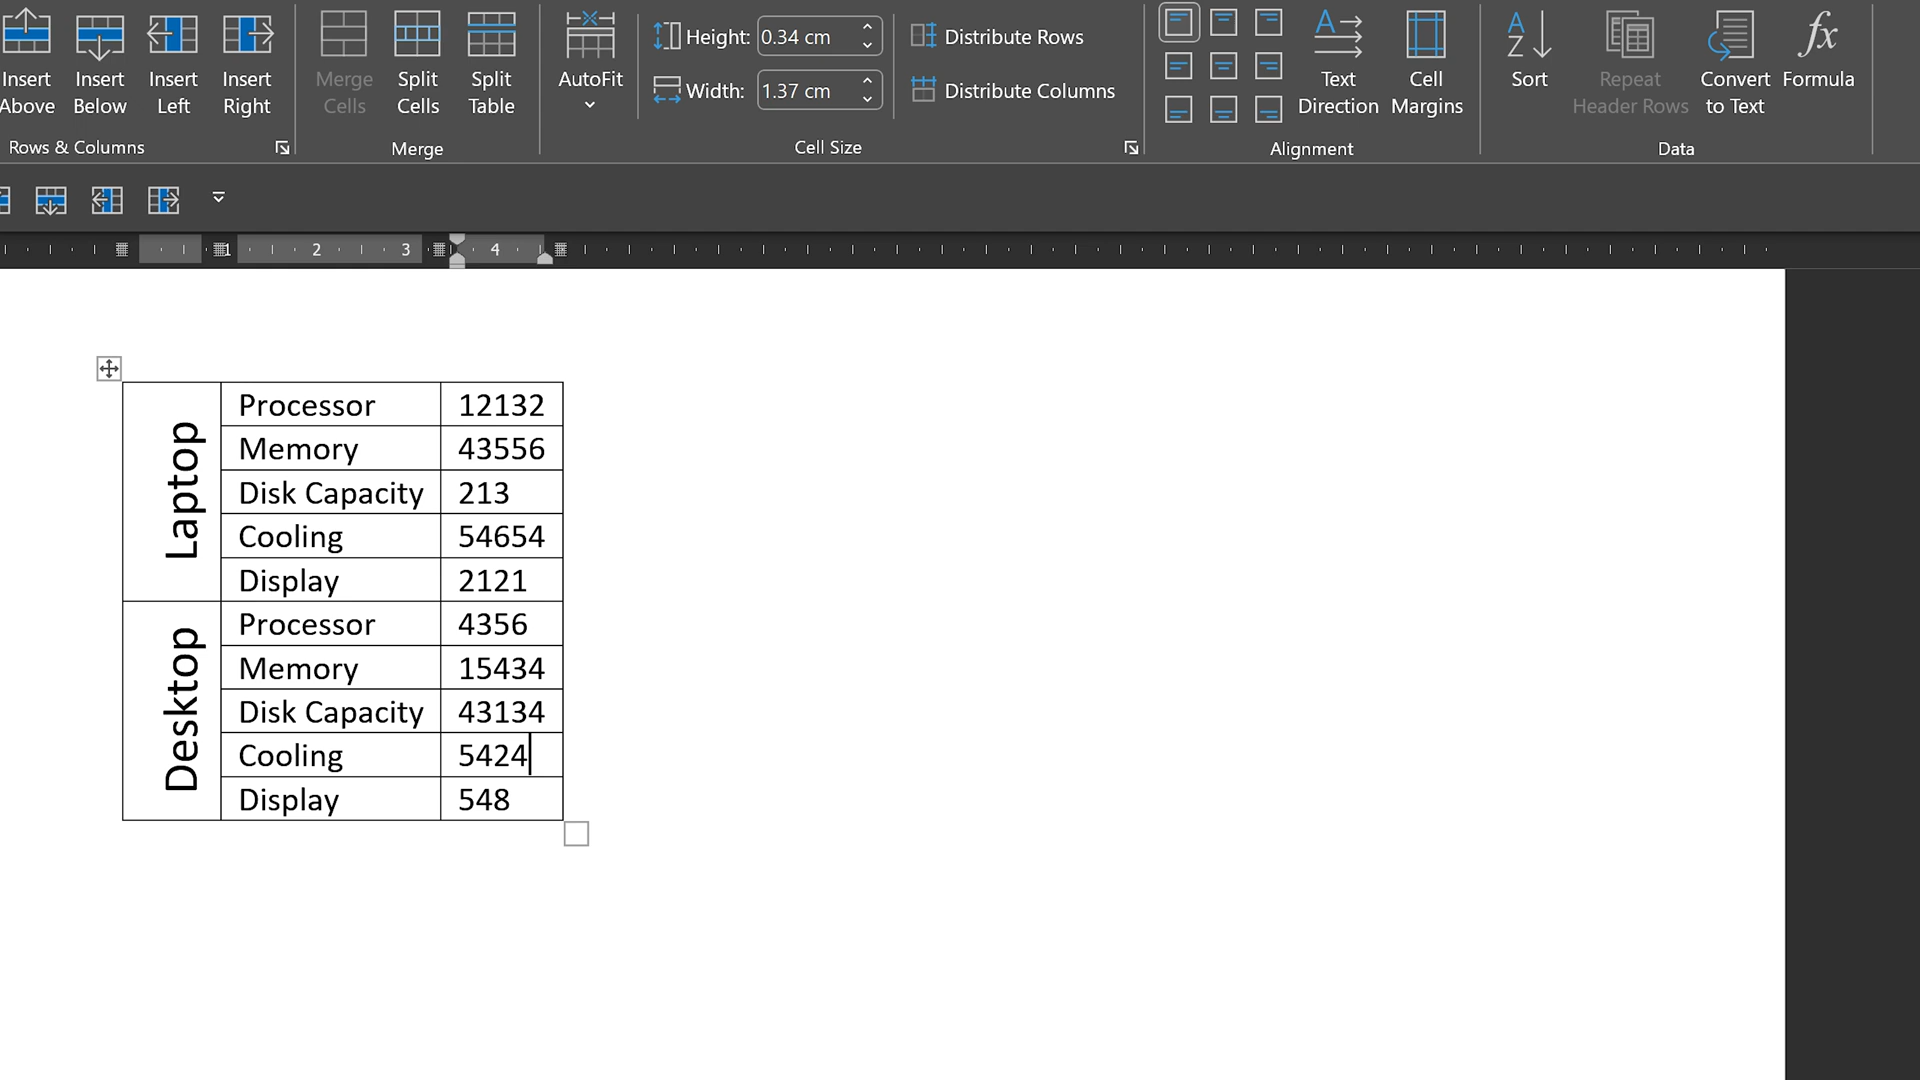 Insert Above
Insert Below
Insert Left
Insert Right
Merge Cells
Split Cells
Split Table
AutoFit
Height: 0.34 cm
Width: 1.37 cm
Distribute Rows
Distribute Columns
Text Direction
Cell Margins
A Z
Sort
Repeat Header Rows
Convert to Text
fx
Formula
Rows & Columns
Merge
Cell Size
Alignment
Data
1 2 3 4
Laptop
Processor 12132
Memory 43556
Disk Capacity 213
Cooling 54654
Display 2121
Desktop
Processor 4356
Memory 15434
Disk Capacity 43134
Cooling 5424
Display 548